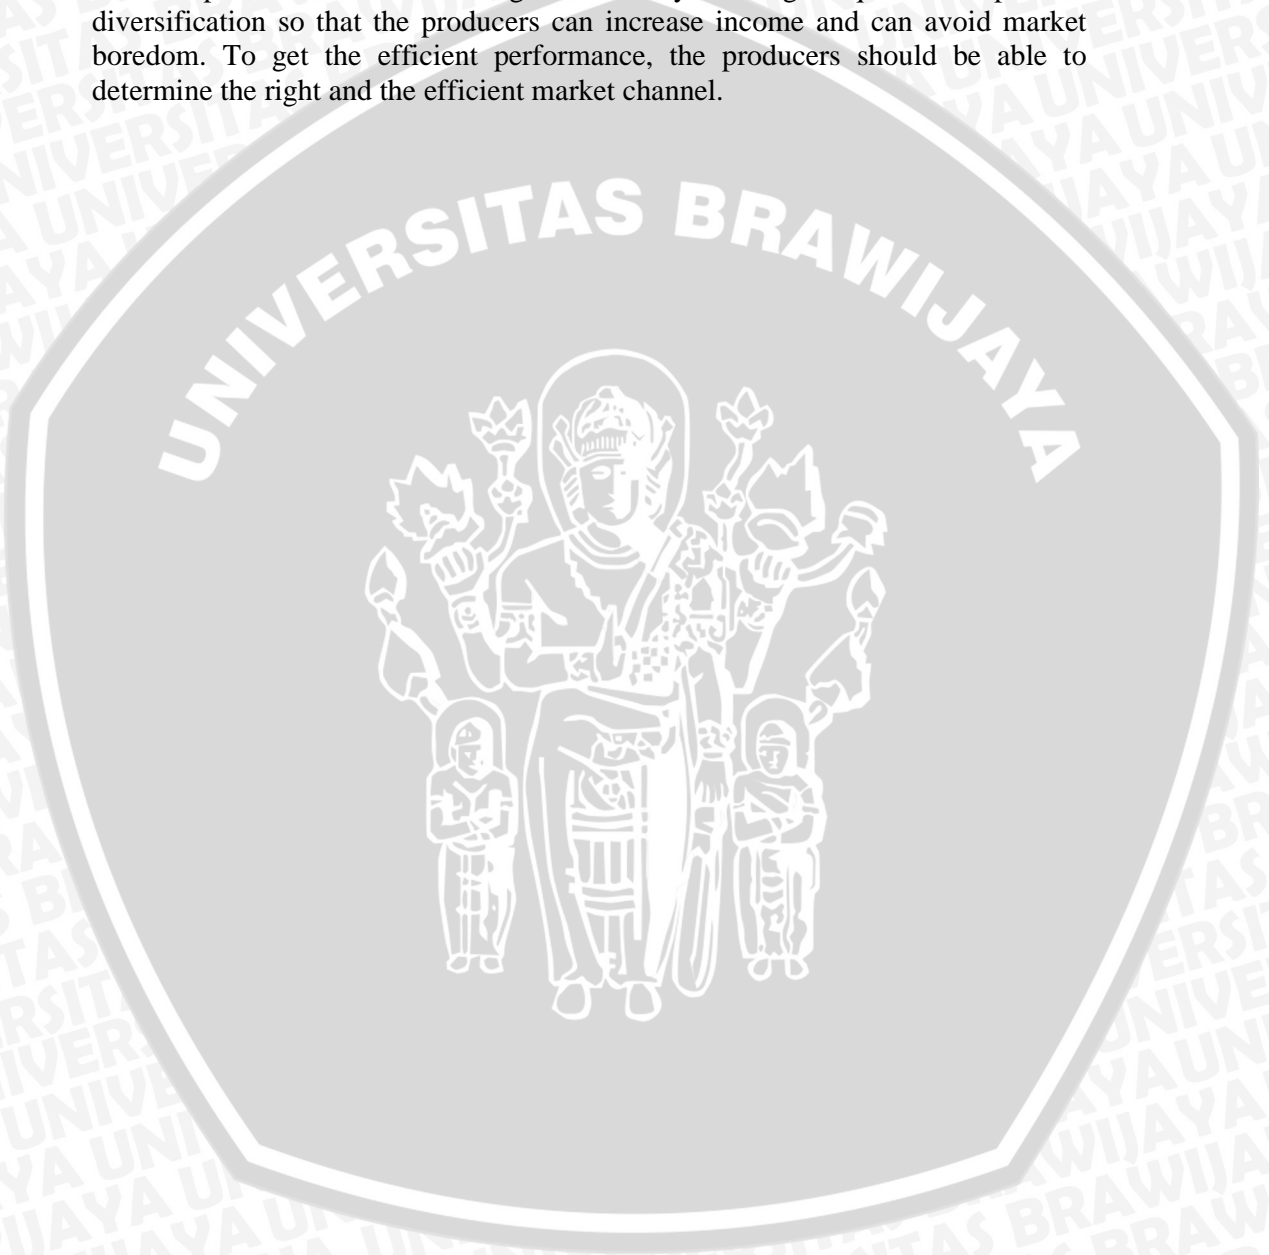 diversification so that the producers can increase income and can avoid market
boredom. To get the efficient performance, the producers should be able to
determine the right and the efficient market channel.
UNIVERSITAS BRAWIJAYA